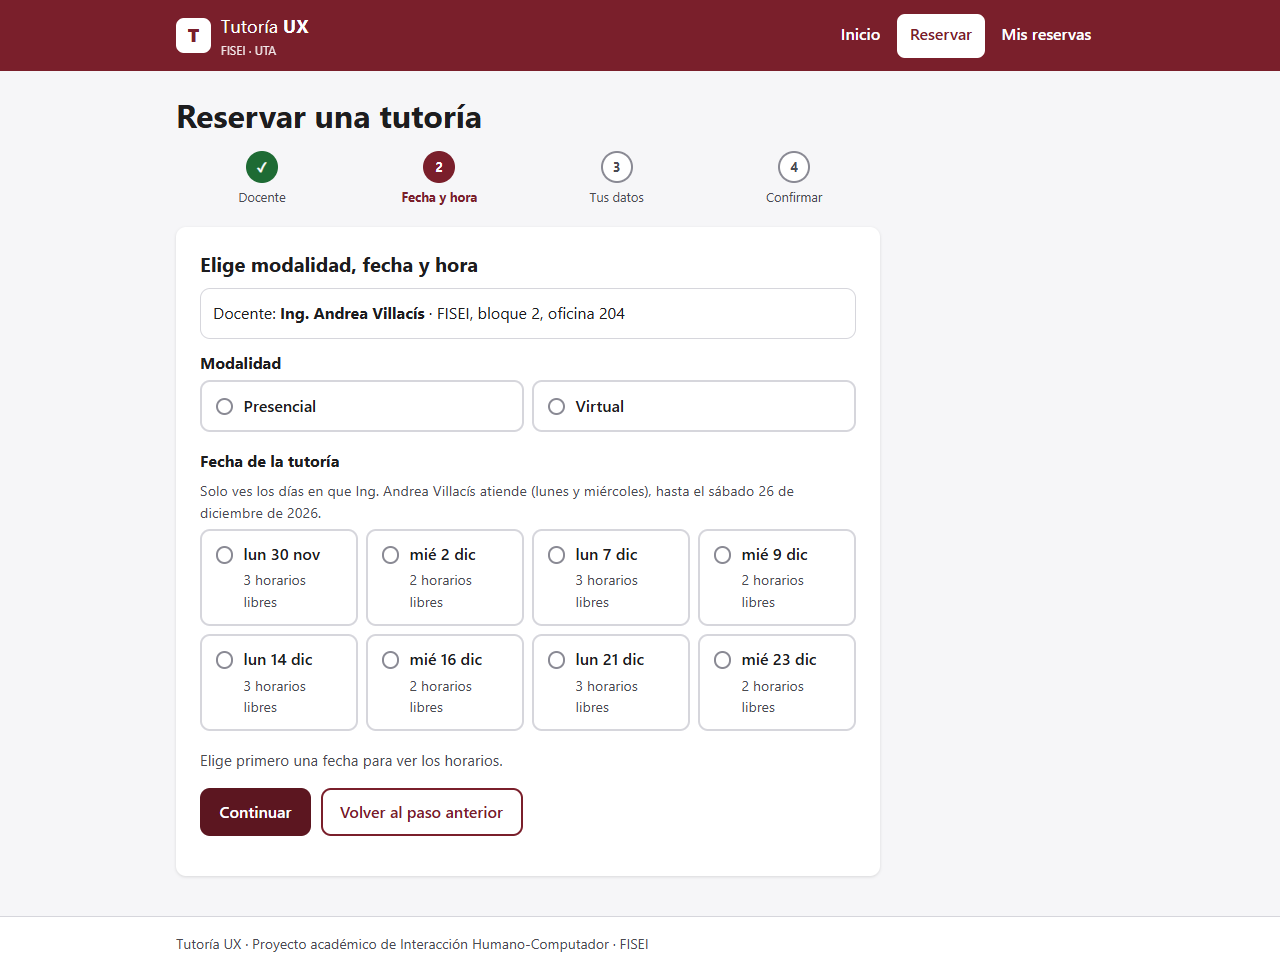 T
Tutoría UX
FISEI · UTA
Inicio
Reservar
Mis reservas
Reservar una tutoría
✓
2
3
4
Docente
Fecha y hora
Tus datos
Confirmar
Elige modalidad, fecha y hora
Docente: Ing. Andrea Villacís · FISEI, bloque 2, oficina 204
Modalidad
Presencial
Virtual
Fecha de la tutoría
Solo ves los días en que Ing. Andrea Villacís atiende (lunes y miércoles), hasta el sábado 26 de
diciembre de 2026.
lun 30 nov
3 horarios
libres
mié 2 dic
2 horarios
libres
lun 7 dic
3 horarios
libres
mié 9 dic
2 horarios
libres
lun 14 dic
3 horarios
libres
mié 16 dic
2 horarios
libres
lun 21 dic
3 horarios
libres
mié 23 dic
2 horarios
libres
Elige primero una fecha para ver los horarios.
Continuar
Volver al paso anterior
Tutoría UX · Proyecto académico de Interacción Humano-Computador · FISEI